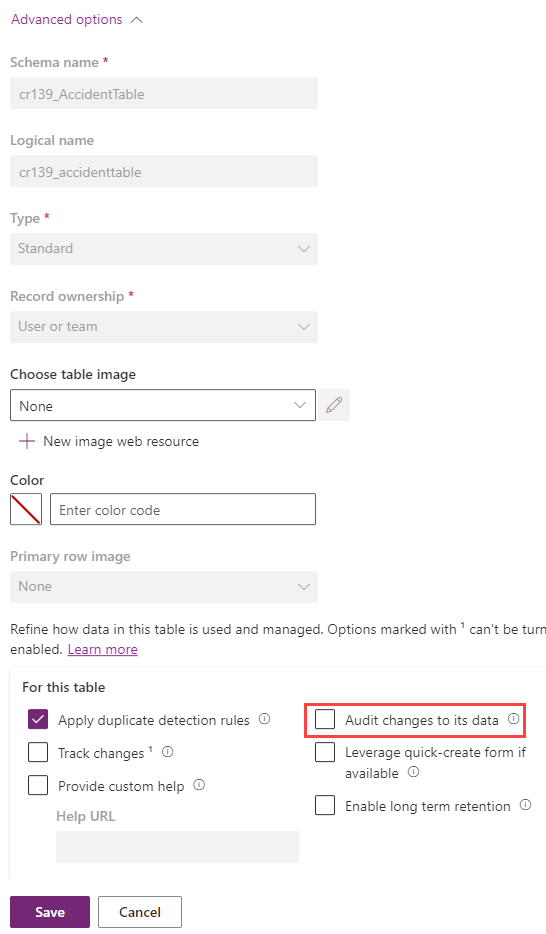 Advanced options
Schema name *
cr139_AccidentTable
Logical name
cr139_accidenttable
Type *
Standard
Record ownership *
User or team
Choose table image
None
New image web resource
Color
Enter color code
Primary row image
None
Refine how data in this table is used and managed. Options marked with ¹ can't be turn
enabled. Learn more
For this table
Apply duplicate detection rules
Audit changes to its data
Track changes ¹
Leverage quick-create form if
available
Provide custom help
Enable long term retention
Help URL
Save
Cancel